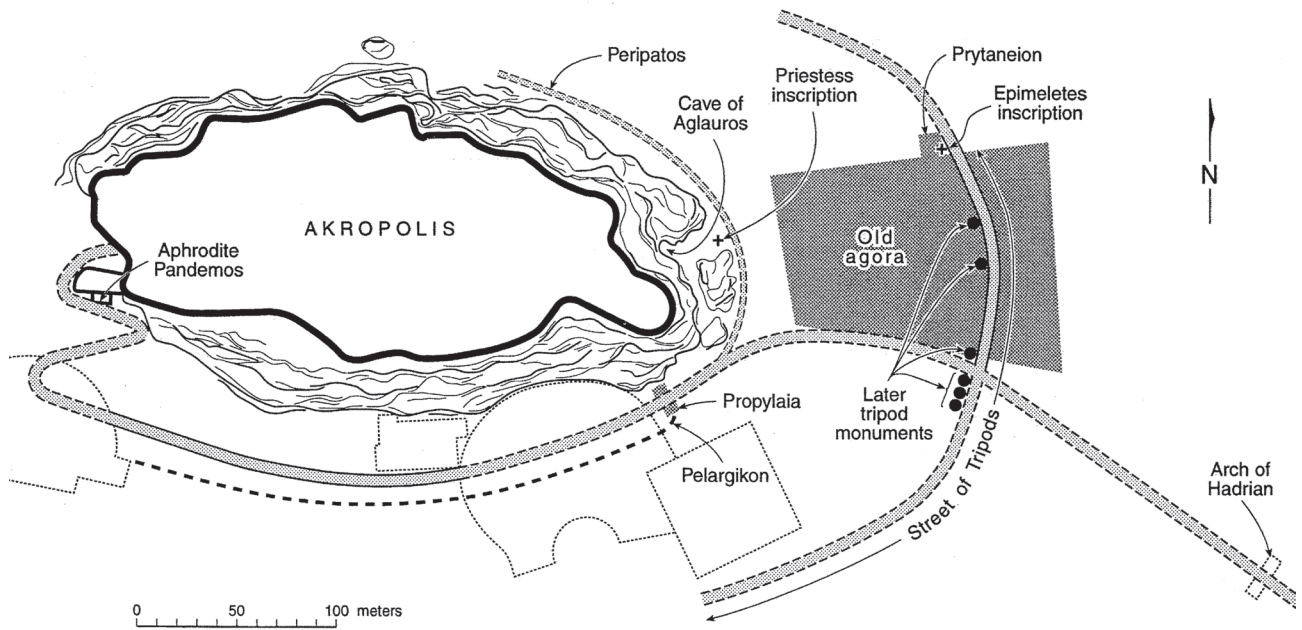 Peripatos
Priestess
inscription
Prytaneion
Cave of
Aglauros
Epimeletes
inscription
N
AKROPOLIS
Old
agora
Aphrodite
Pandemos
Later
tripod
monuments
Propylaia
Pelargikon
Street of Tripods
Arch of
Hadrian
0 50 100 meters